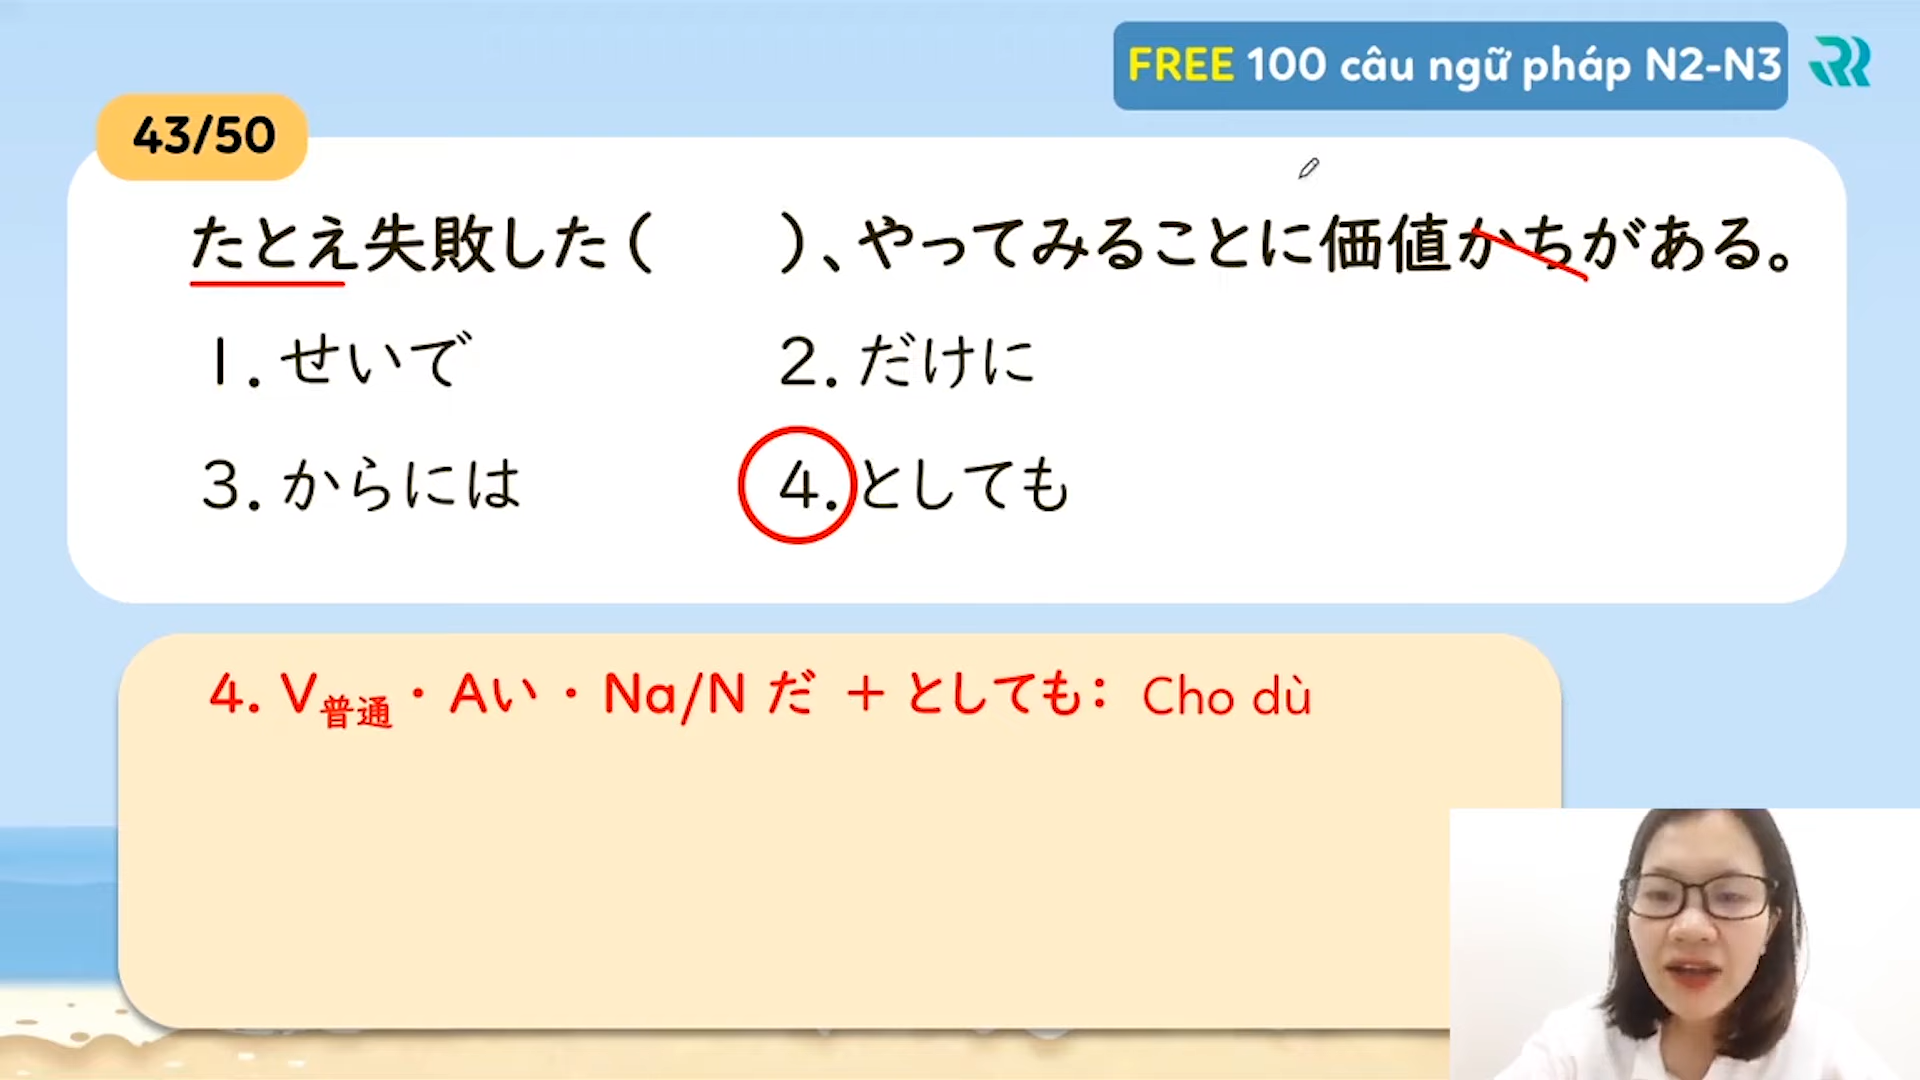 FREE 100 câu ngữ pháp N2-N3
43/50
たとえ失敗した（　　）、やってみることに価値かちがある。
1. せいで
2. だけに
3. からには
4. としても
4. V普通・Aい・Na/N だ + としても: Cho dù